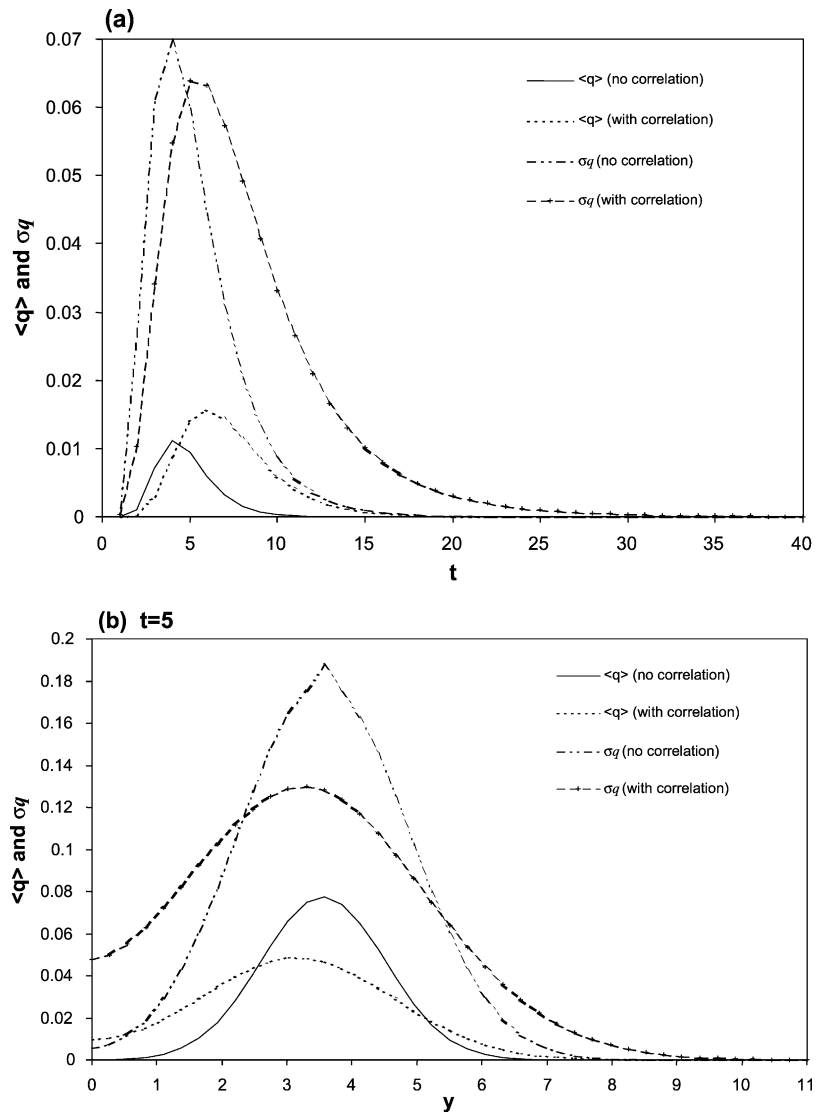 (a)
0.07
0.06
0.05
0.04
0.03
0.02
0.01
0
<q> and σq
<q> (no correlation)
<q> (with correlation)
σq (no correlation)
σq (with correlation)
0 5 10 15 20 25 30 35 40
t
(b) t=5
0.2
0.18
0.16
0.14
0.12
0.1
0.08
0.06
0.04
0.02
0
<q> and σq
<q> (no correlation)
<q> (with correlation)
σq (no correlation)
σq (with correlation)
0 1 2 3 4 5 6 7 8 9 10 11
y